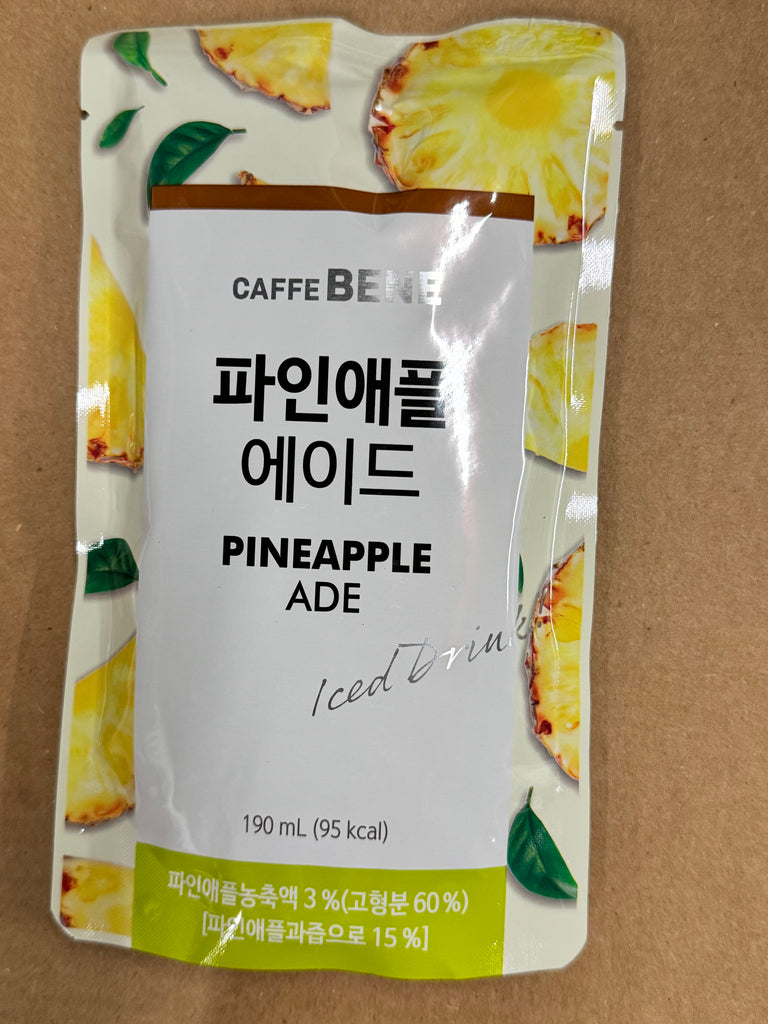 CAFFE BENE
파인애플
에이드
PINEAPPLE
ADE
Iced Drink
190 mL (95 kcal)
파인애플농축액 3 %(고형분 60 %)
[파인애플과즙으로 15 %]